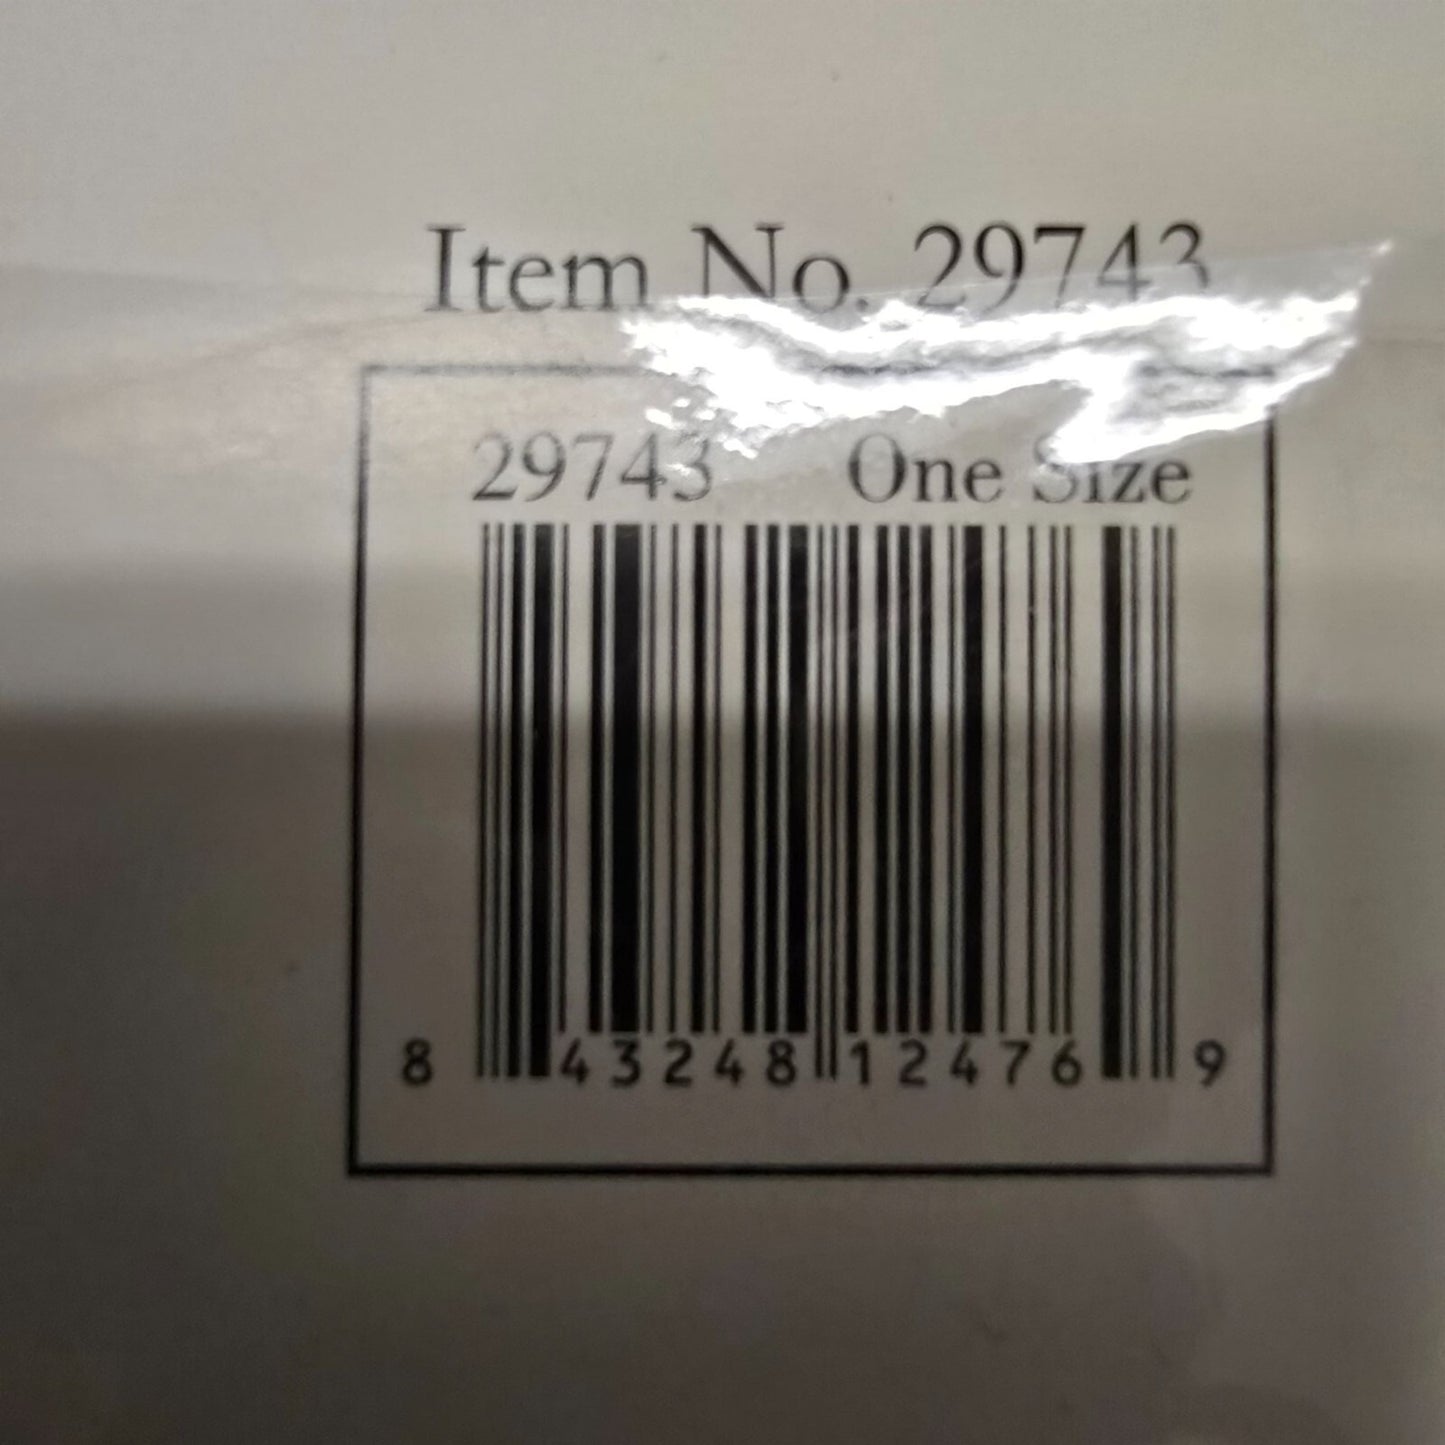 Item No. 29743
29743 One Size
8 43248 12476 9